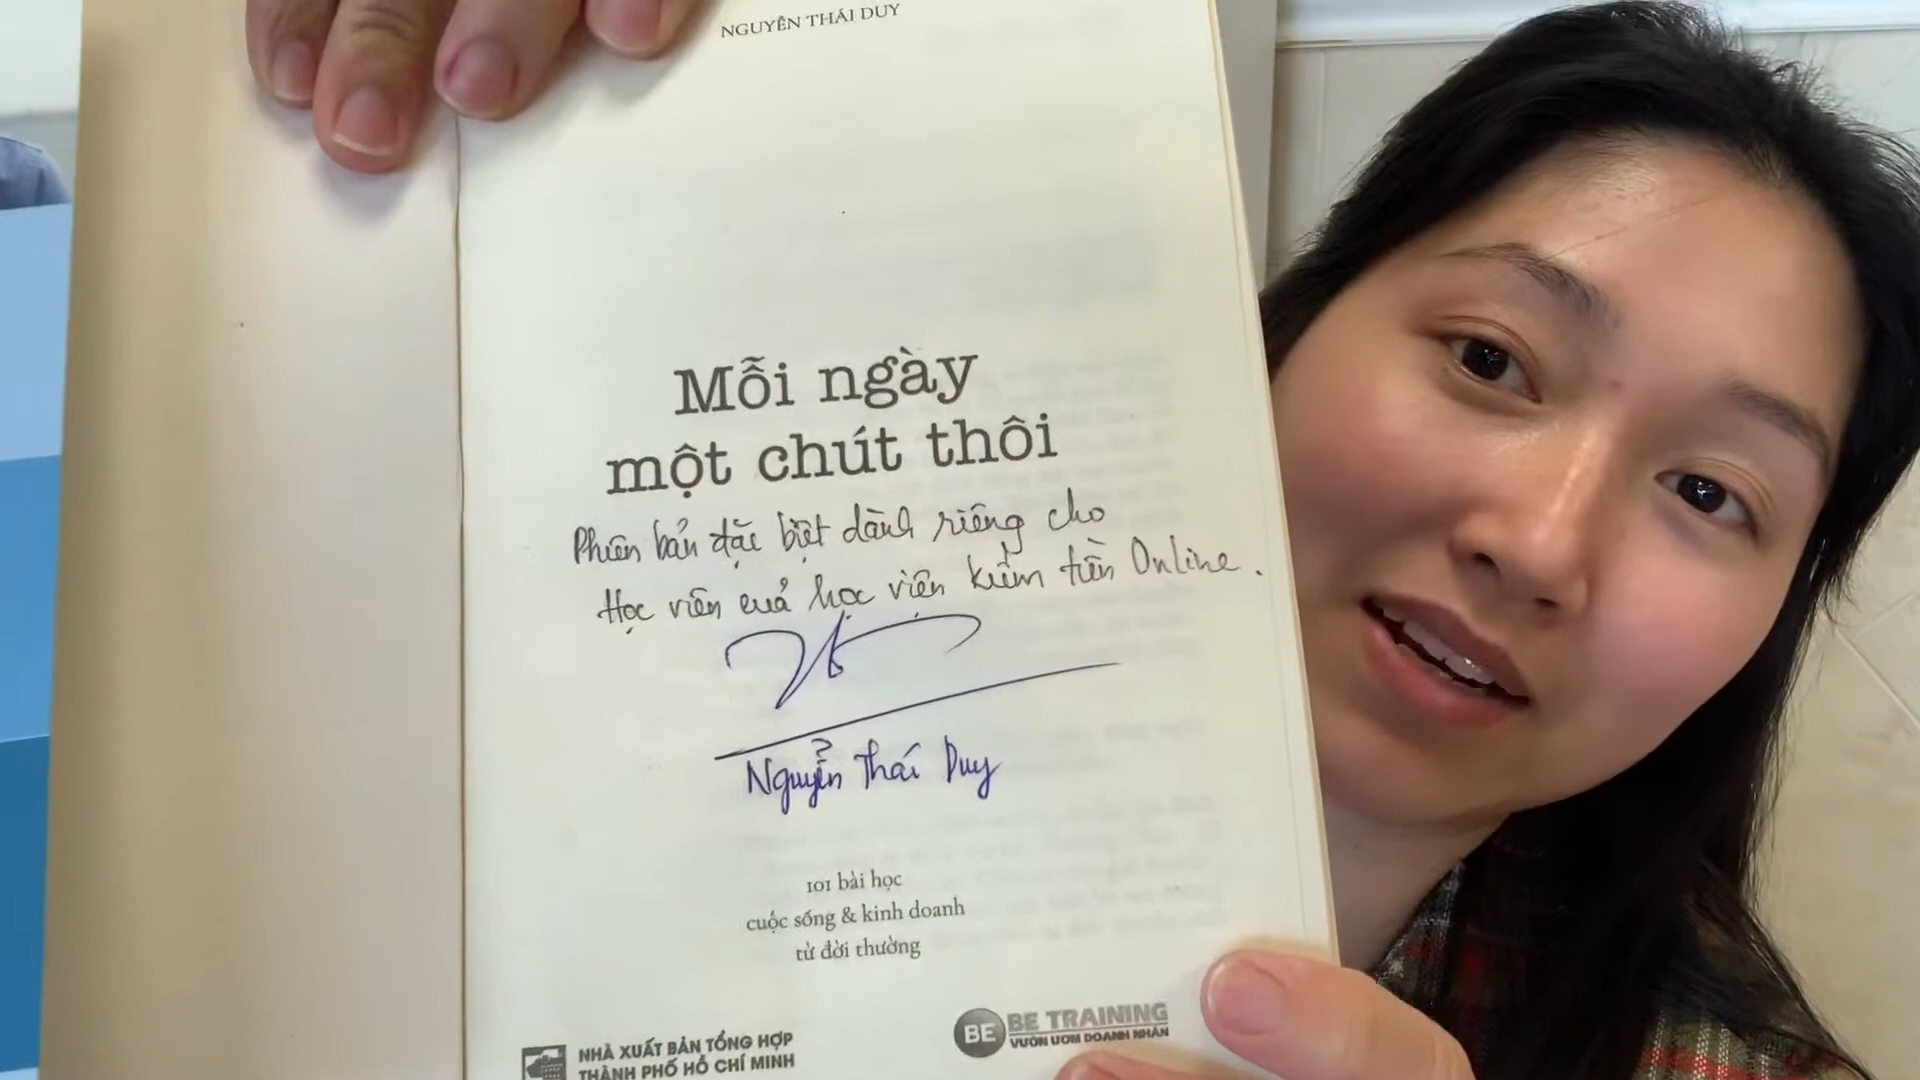 NGUYỄN THÁI DUY
Mỗi ngày
một chút thôi
Phiên bản đặc biệt dành riêng cho
Học viên của học viện kiếm tiền Online.
Nguyễn Thái Duy
101 bài học
cuộc sống & kinh doanh
từ đời thường
NHÀ XUẤT BẢN TỔNG HỢP
THÀNH PHỐ HỒ CHÍ MINH
BE
BE TRAINING
VƯỜN ƯƠM DOANH NHÂN